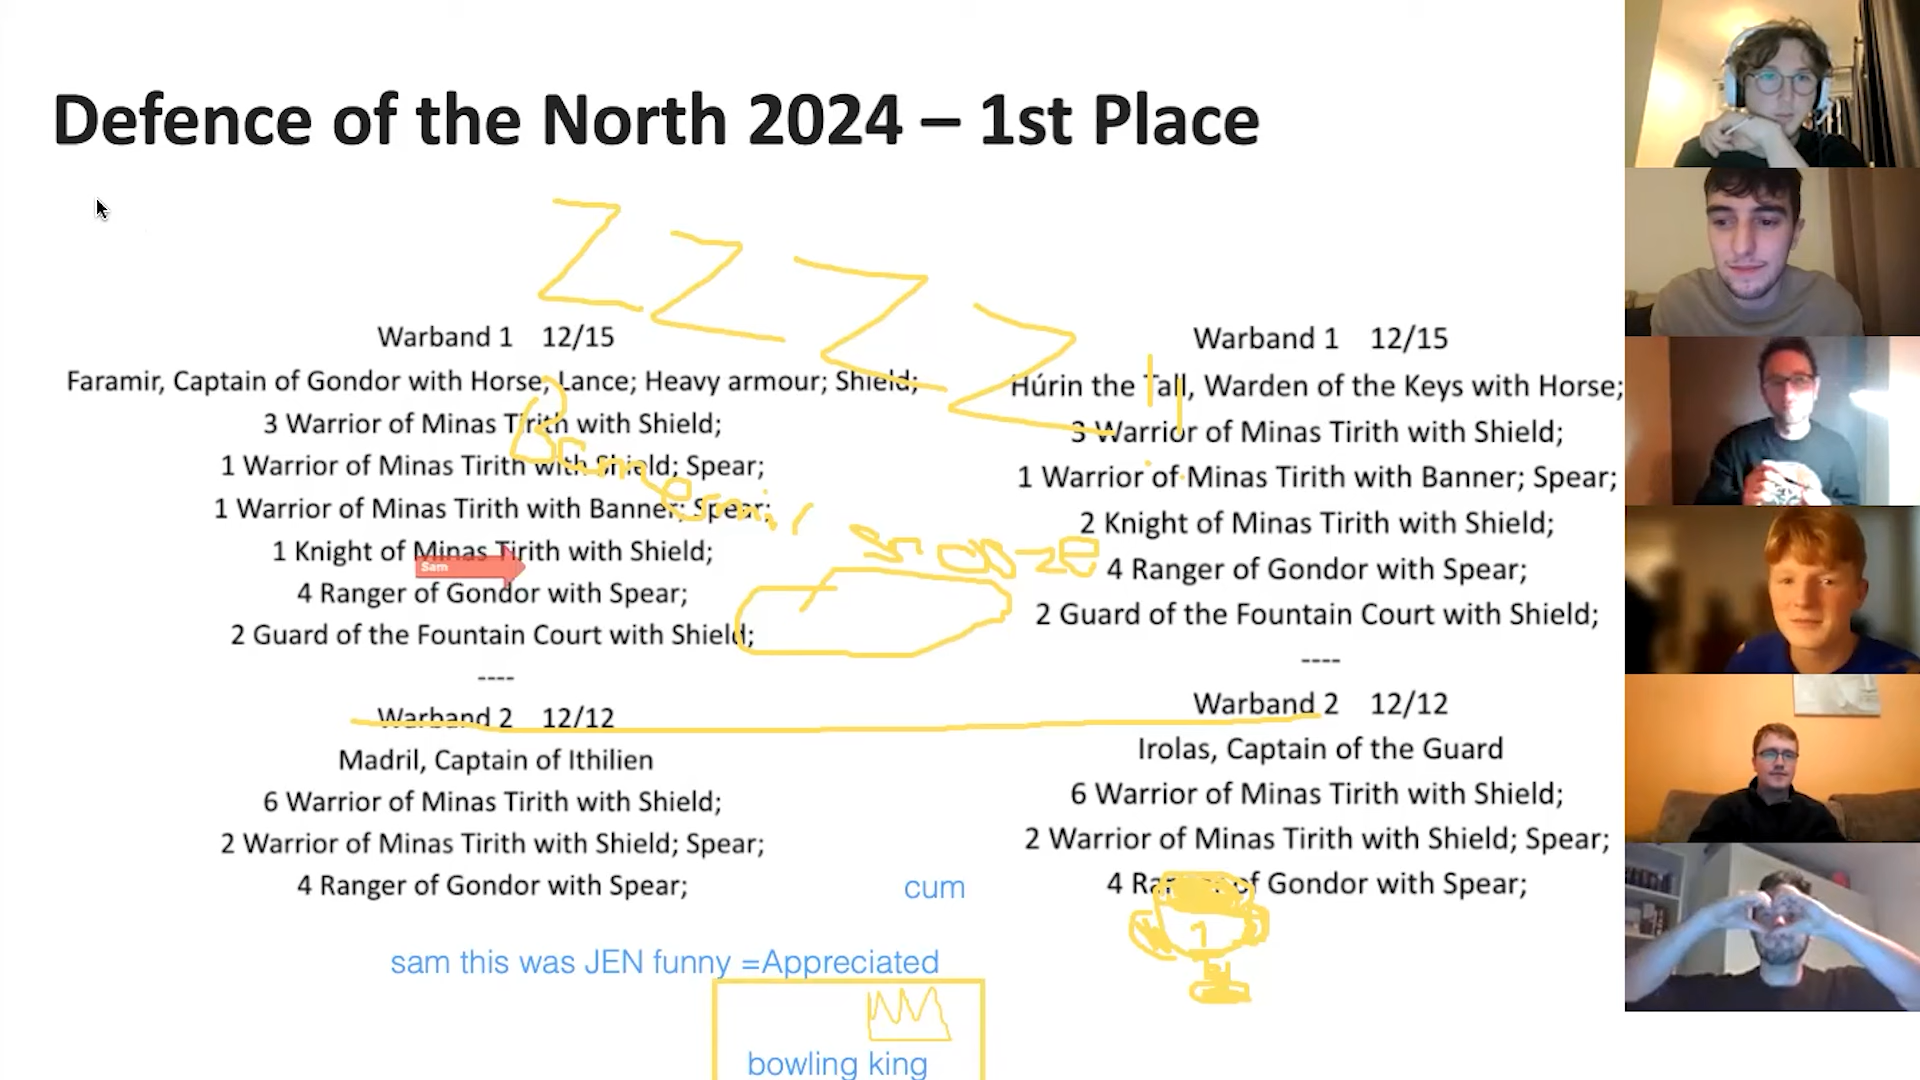 Defence of the North 2024 – 1st Place
Z Z Z Z
Warband 1 12/15
Faramir, Captain of Gondor with Horse; Lance; Heavy armour; Shield;
3 Warrior of Minas Tirith with Shield;
1 Warrior of Minas Tirith with Shield; Spear;
1 Warrior of Minas Tirith with Banner; Spear;
1 Knight of Minas Tirith with Shield;
Sam
4 Ranger of Gondor with Spear;
2 Guard of the Fountain Court with Shield;
----
Warband 2 12/12
Madril, Captain of Ithilien
6 Warrior of Minas Tirith with Shield;
2 Warrior of Minas Tirith with Shield; Spear;
4 Ranger of Gondor with Spear;
snooze
Warband 1 12/15
Húrin the Tall, Warden of the Keys with Horse;
3 Warrior of Minas Tirith with Shield;
1 Warrior of Minas Tirith with Banner; Spear;
2 Knight of Minas Tirith with Shield;
4 Ranger of Gondor with Spear;
2 Guard of the Fountain Court with Shield;
----
Warband 2 12/12
Irolas, Captain of the Guard
6 Warrior of Minas Tirith with Shield;
2 Warrior of Minas Tirith with Shield; Spear;
4 Ranger of Gondor with Spear;
1
cum
sam this was JEN funny =Appreciated
bowling king